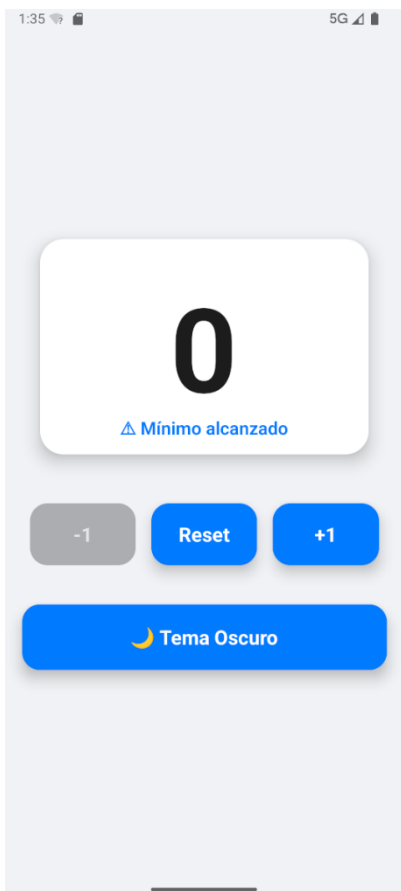 1:35 5G
0
⚠ Mínimo alcanzado
-1 Reset +1
🌙 Tema Oscuro